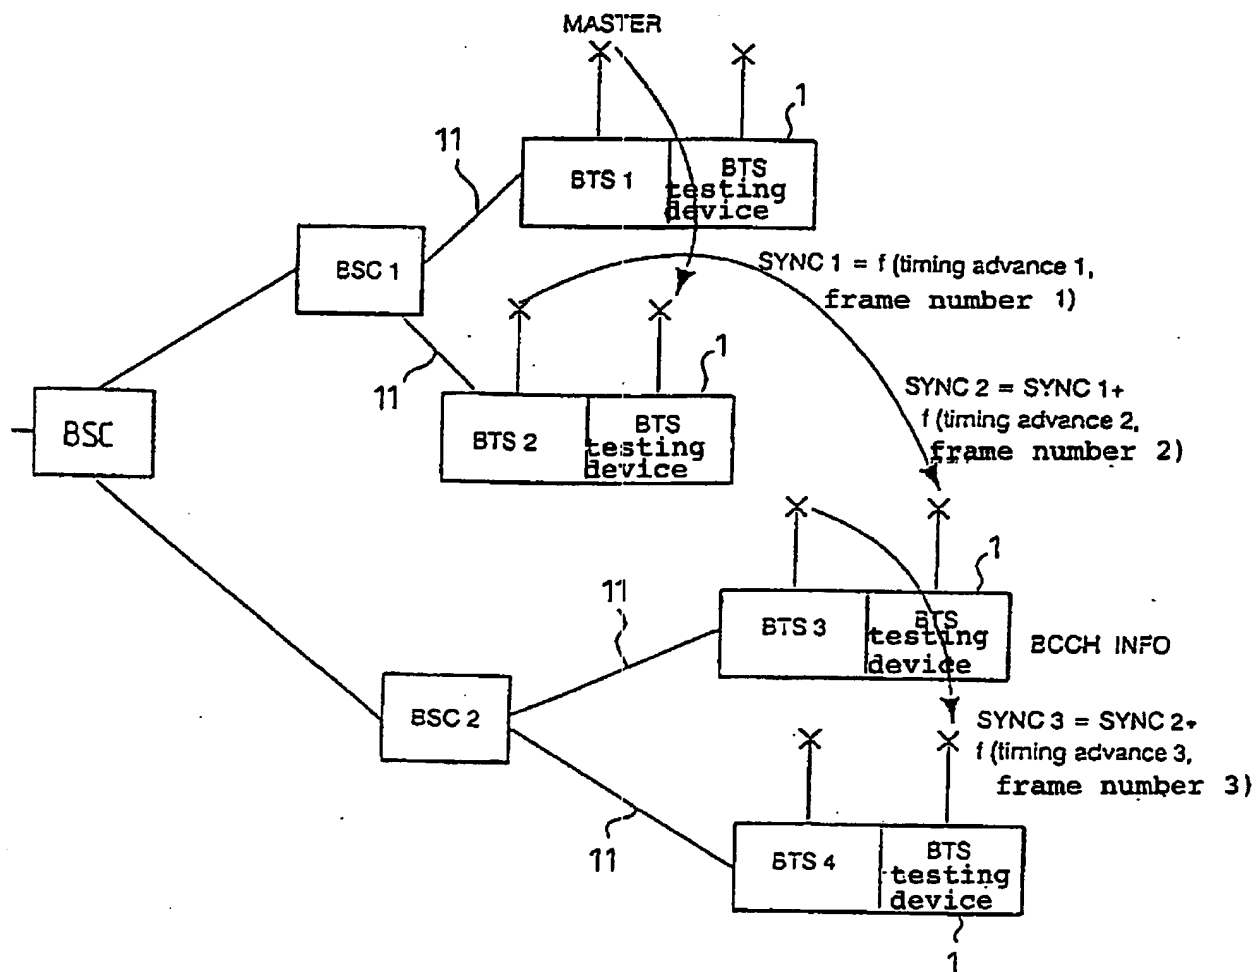 MASTER
1
11
BTS 1
BTS
testing
device
BSC 1
SYNC 1 = f (timing advance 1,
frame number 1)
11
1
BSC
BTS 2
BTS
testing
device
SYNC 2 = SYNC 1+
f (timing advance 2,
frame number 2)
1
11
BTS 3
BTS
testing
device
BCCH INFO
BSC 2
SYNC 3 = SYNC 2+
f (timing advance 3,
frame number 3)
11
BTS 4
BTS
testing
device
1